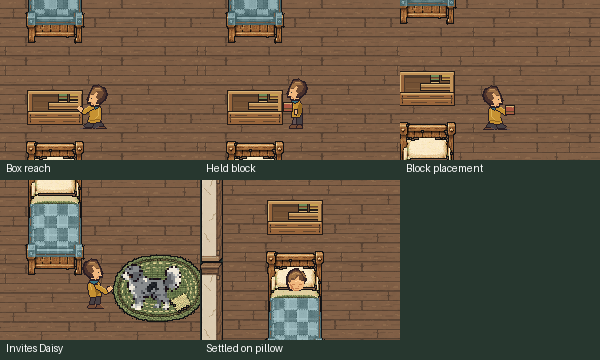 Box reach
Held block
Block placement
Invites Daisy
Settled on pillow